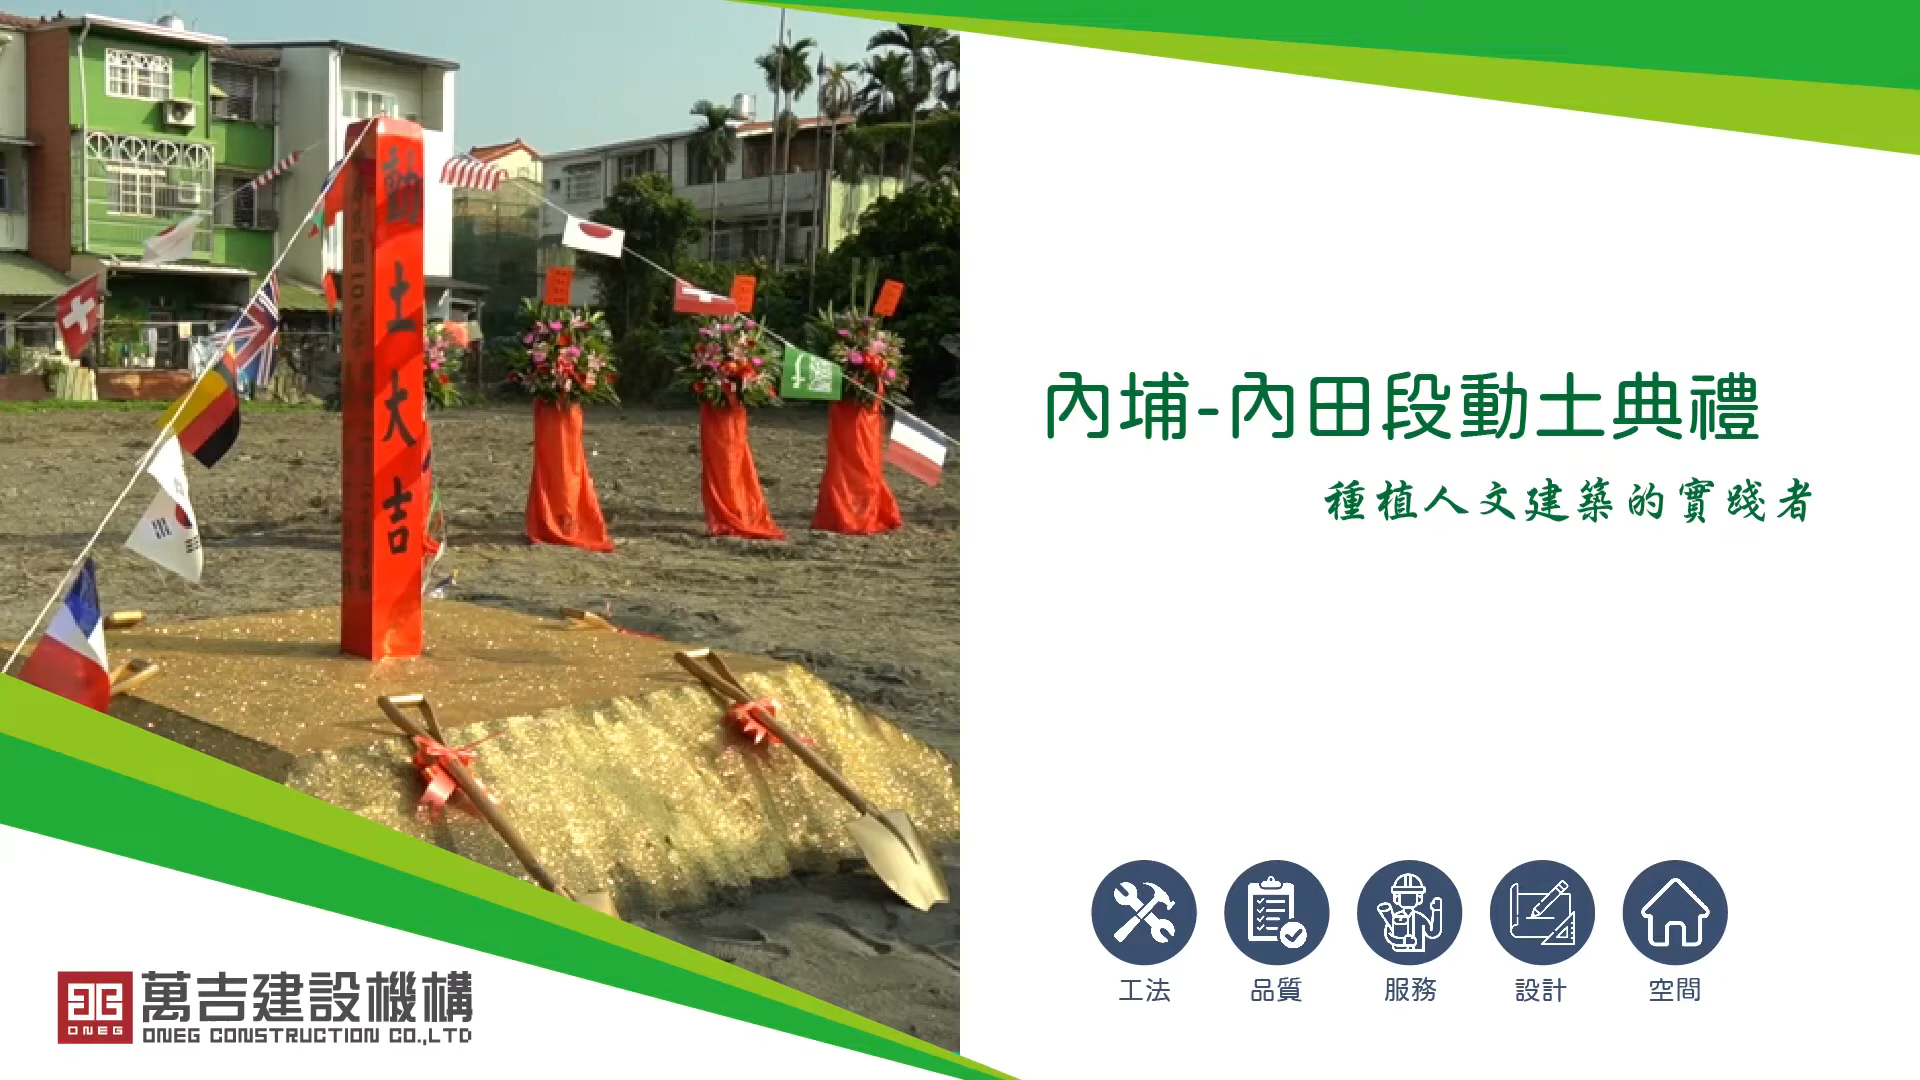 動土大吉
內埔-內田段動土典禮
種植人文建築的實踐者
工法
品質
服務
設計
空間
萬吉建設機構
ONEG
ONEG CONSTRUCTION CO.,LTD